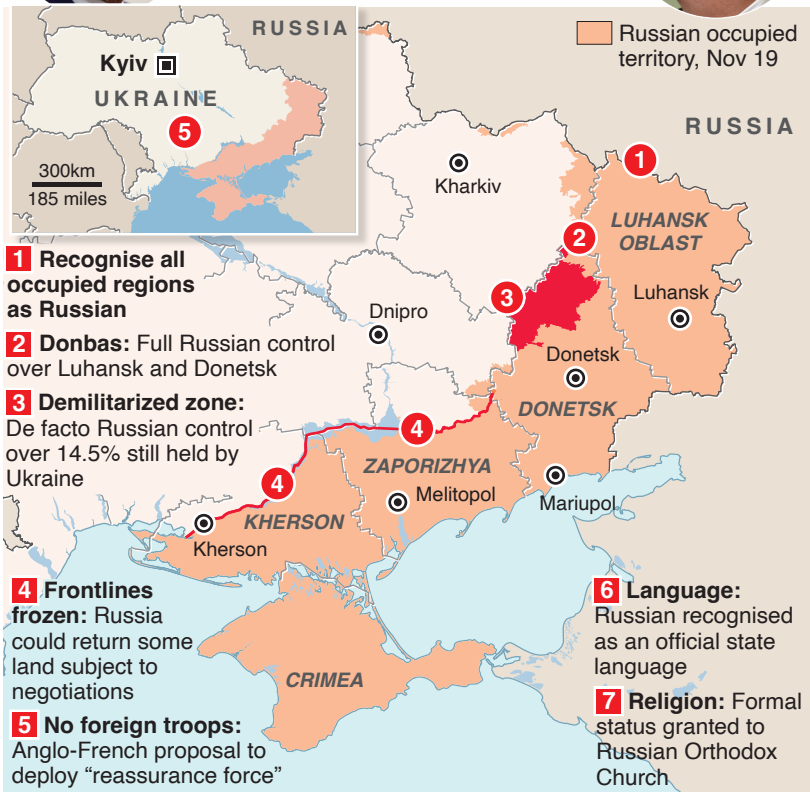 RUSSIA
Kyiv
UKRAINE
5
300km
185 miles
Russian occupied
territory, Nov 19
RUSSIA
1
Kharkiv
2
LUHANSK
OBLAST
3
Luhansk
Dnipro
Donetsk
DONETSK
4
ZAPORIZHYA
4
Melitopol
Mariupol
KHERSON
Kherson
CRIMEA
1 Recognise all
occupied regions
as Russian
2 Donbas: Full Russian control
over Luhansk and Donetsk
3 Demilitarized zone:
De facto Russian control
over 14.5% still held by
Ukraine
4 Frontlines
frozen: Russia
could return some
land subject to
negotiations
5 No foreign troops:
Anglo-French proposal to
deploy “reassurance force”
6 Language:
Russian recognised
as an official state
language
7 Religion: Formal
status granted to
Russian Orthodox
Church